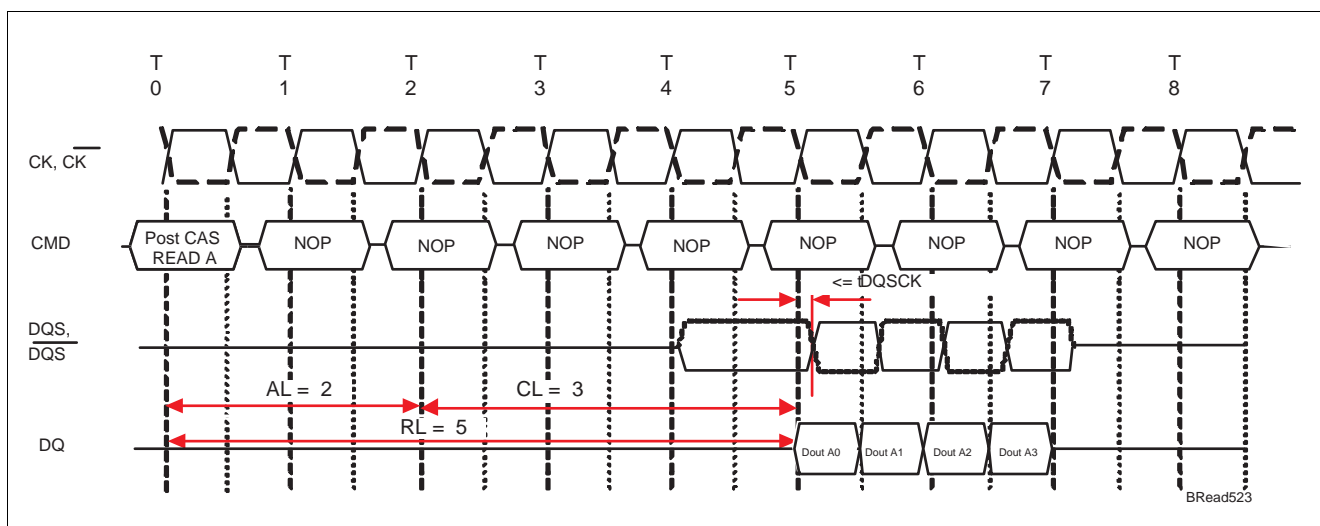 T T T T T T T T T
0 1 2 3 4 5 6 7 8
CK, CK
CMD
Post CAS
READ A
NOP NOP NOP NOP NOP NOP NOP NOP
<= tDQSCK
DQS,
DQS
AL = 2
CL = 3
RL = 5
DQ
Dout A0 Dout A1 Dout A2 Dout A3
BRead523